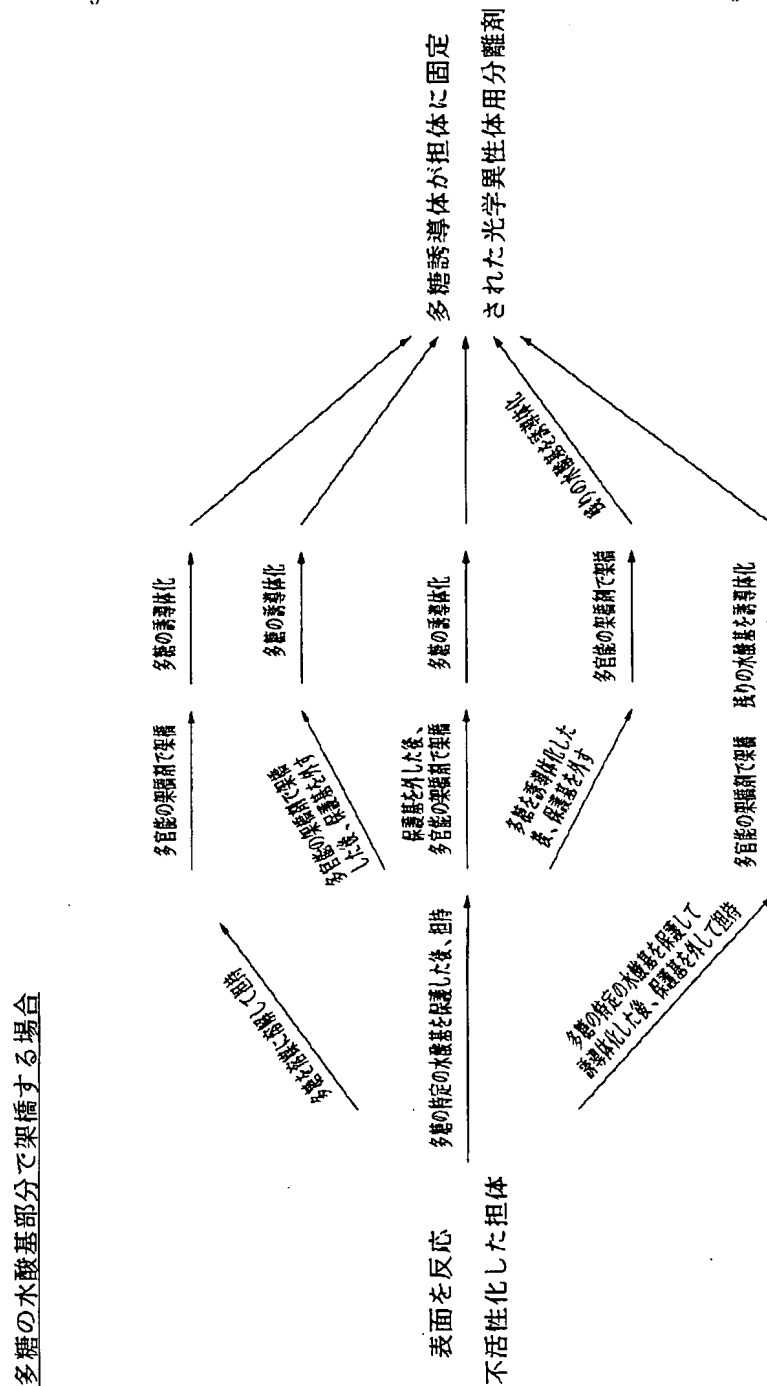 多糖の水酸基部分で架橋する場合
表面を反応
不活性化した担体
多糖を溶媒に溶解して担持
多官能の架橋剤で架橋
多糖の誘導体化
多糖の特定の水酸基を保護した後、担持
多官能の架橋剤で架橋
した後、保護基を外す
多糖の誘導体化
保護基を外した後、
多官能の架橋剤で架橋
多糖の誘導体化
多糖を誘導体化した
後、保護基を外す
多官能の架橋剤で架橋
残りの水酸基を誘導体化
多糖の特定の水酸基を保護して
誘導体化した後、保護基を外して担持
多官能の架橋剤で架橋
残りの水酸基を誘導体化
多糖誘導体が担体に固定
された光学異性体用分離剤